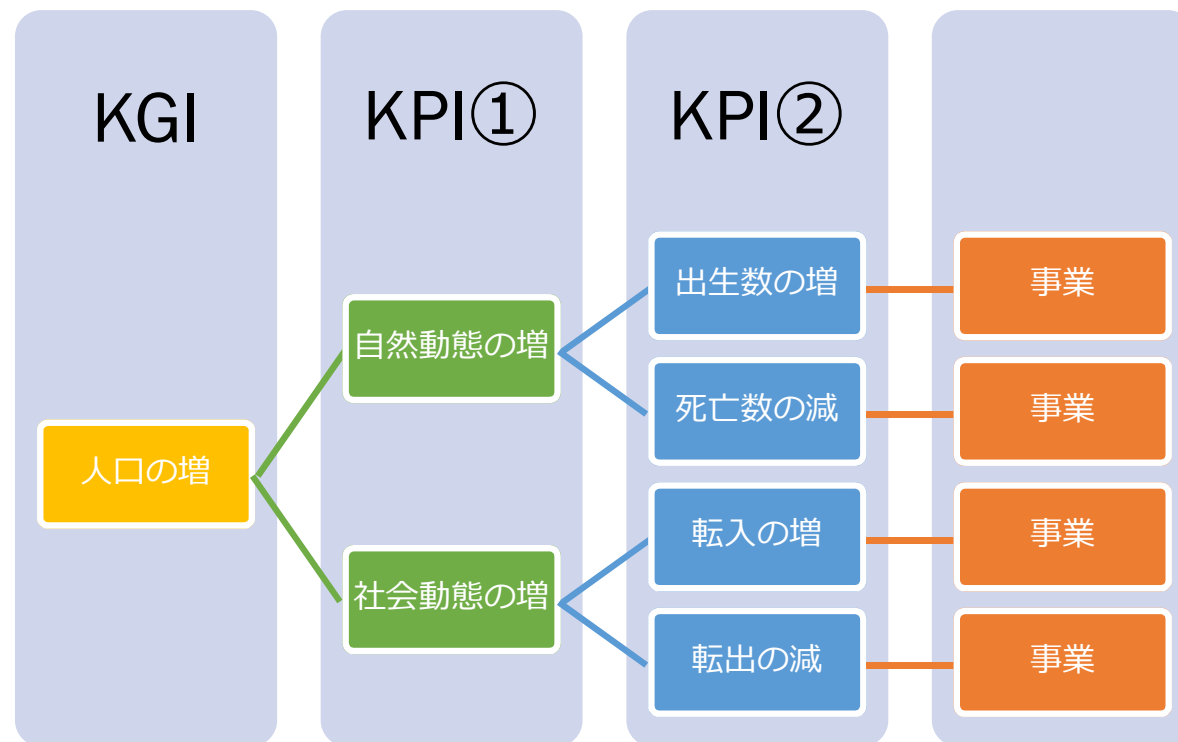 KGI
KPI①
KPI②
人口の増
自然動態の増
社会動態の増
出生数の増
死亡数の減
転入の増
転出の減
事業
事業
事業
事業